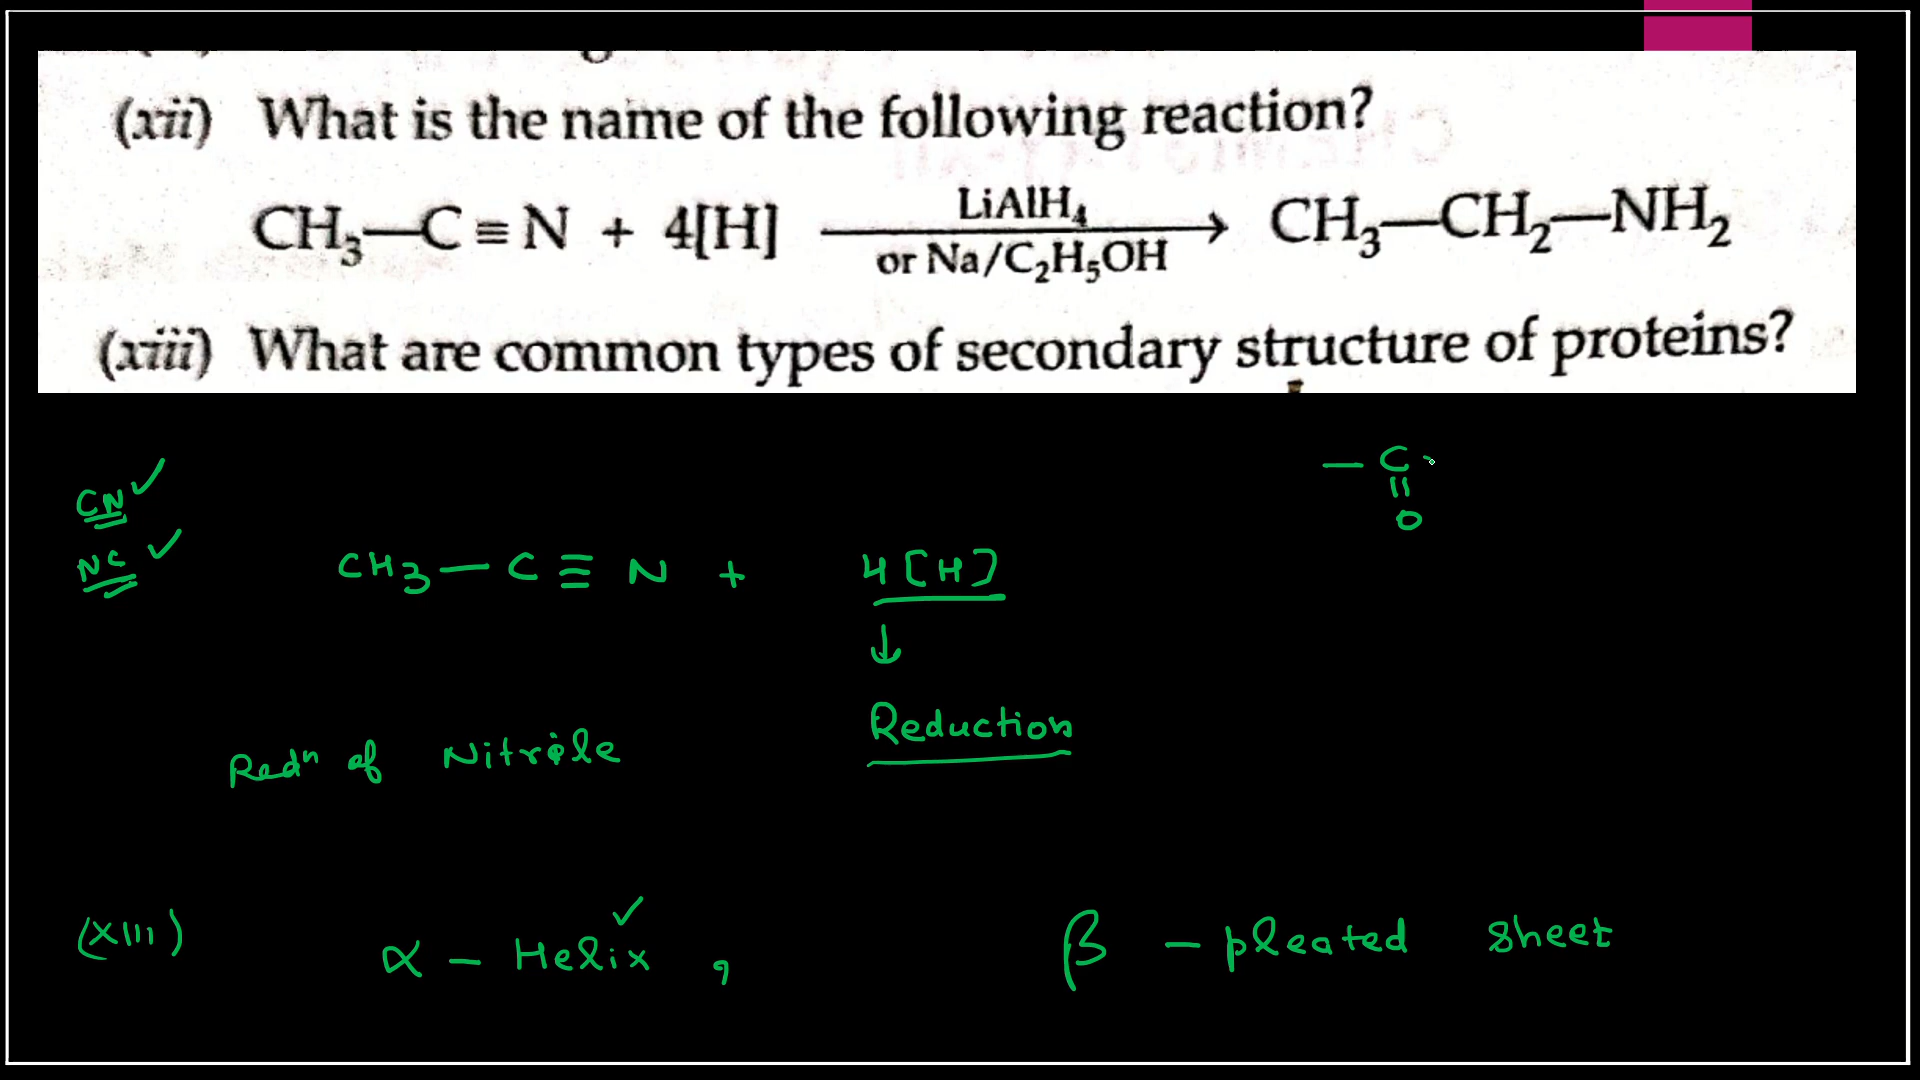 (xii) What is the name of the following reaction?
CH₃—C≡N + 4[H] LiAlH₄ or Na/C₂H₅OH → CH₃—CH₂—NH₂
(xiii) What are common types of secondary structure of proteins?
— C
CN ✓
||
O
NC ✓
CH₃ — C ≡ N + 4[H]
↓
Reduction
Redⁿ of Nitrile
(XIII) α – Helix ✓, β – pleated sheet